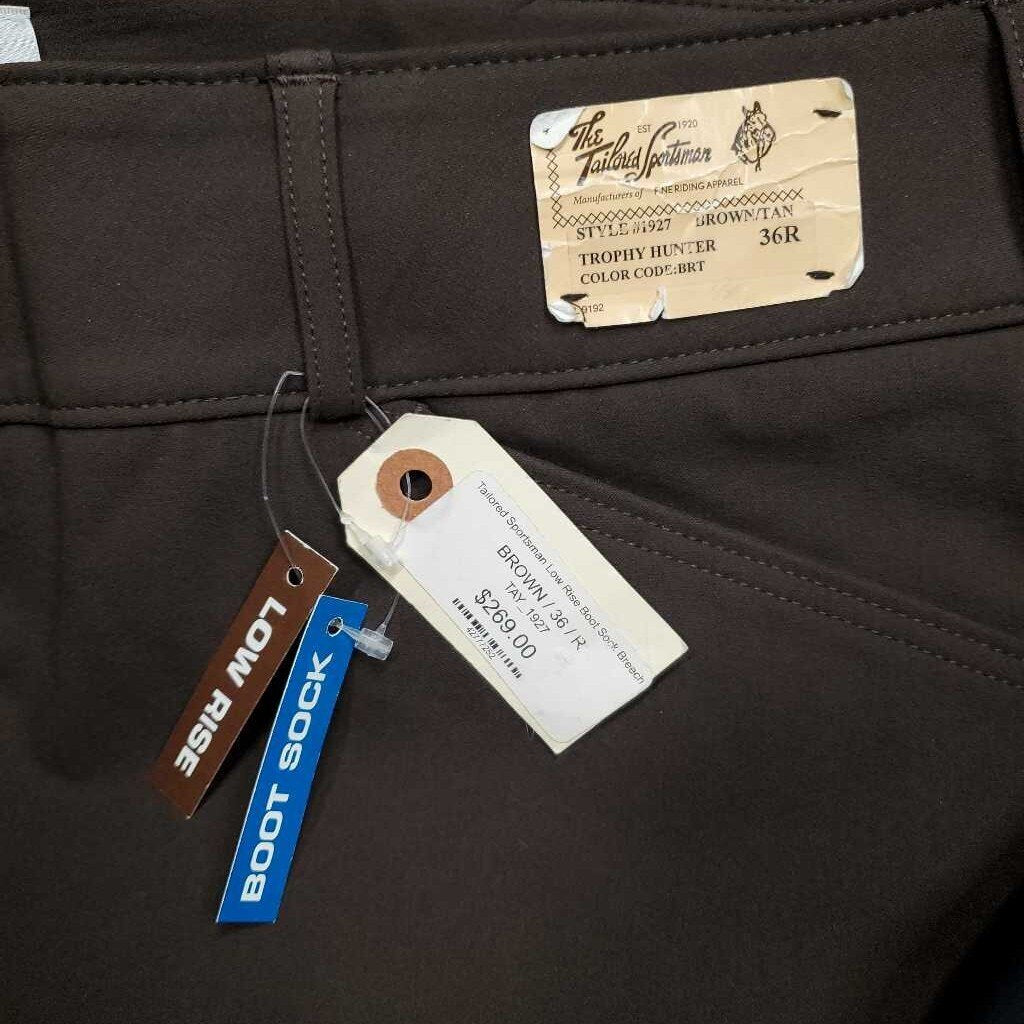 The
EST 1920
Tailored Sportsman
Manufacturers of FINE RIDING APPAREL
STYLE #1927 BROWN/TAN
TROPHY HUNTER 36R
COLOR CODE:BRT
9192
Tailored Sportsman Low Rise Boot Sock Breech
BROWN / 36 / R
TAY_1927
$269.00
LOW RISE
BOOT SOCK